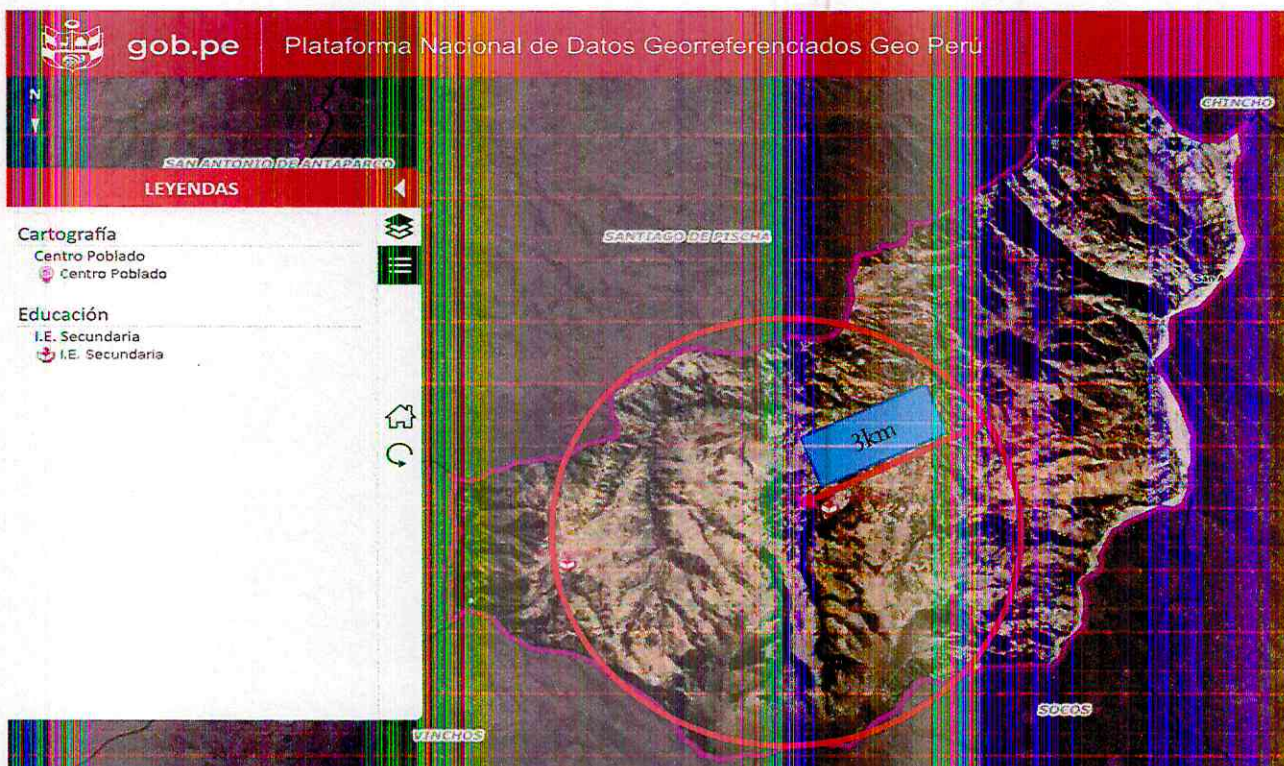 gob.pe
Plataforma Nacional de Datos Georreferenciados Geo Perú
N
CHINCHO
SAN ANTONIO DE ANTAPARCO
LEYENDAS
SANTIAGO DE PISCHA
Cartografía
Centro Poblado
Centro Poblado
Educación
I.E. Secundaria
I.E. Secundaria
3km
SOCOS
VINCHOS